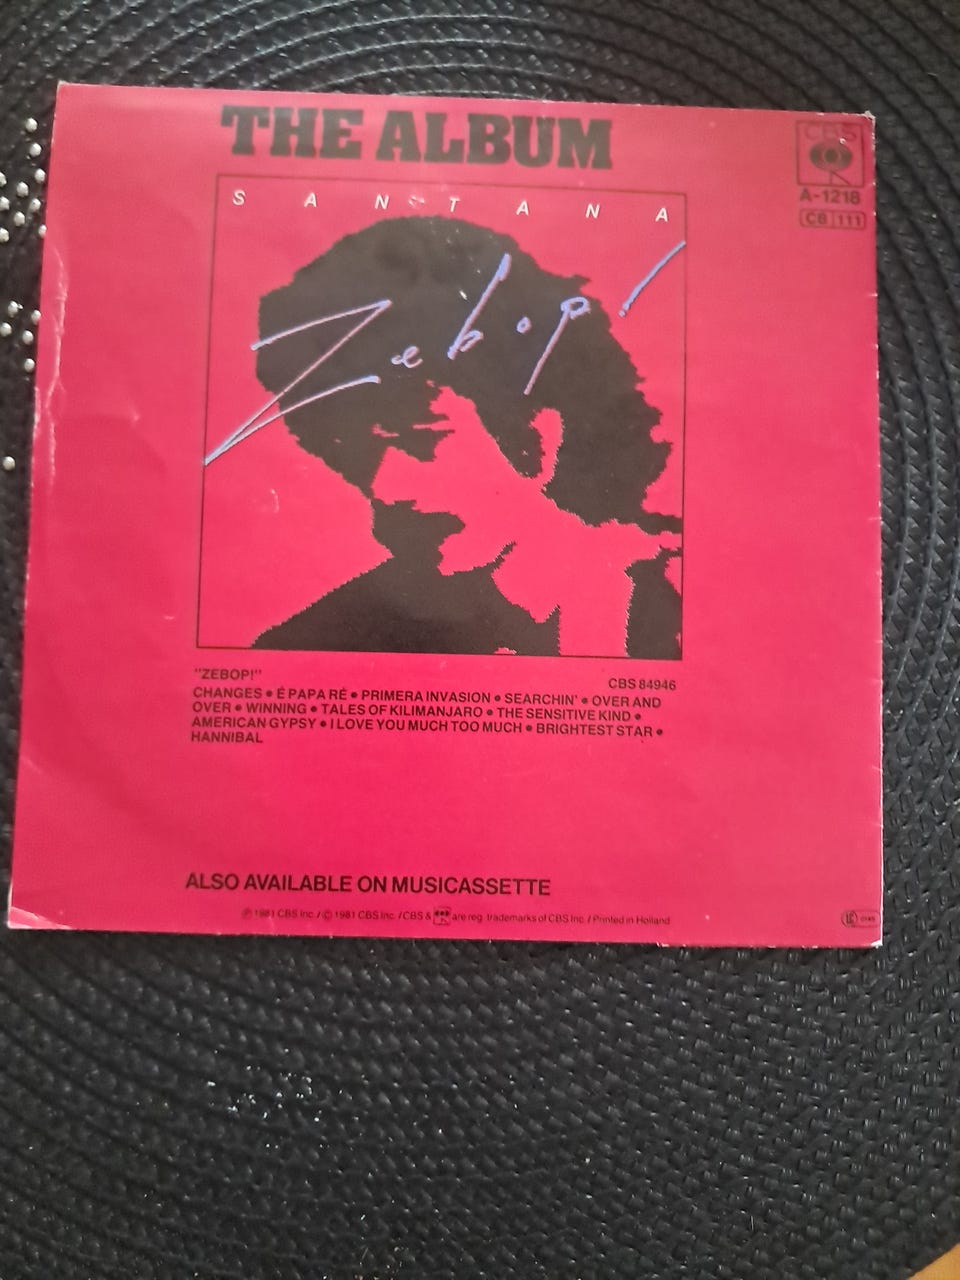 THE ALBUM
CBS
A-1218
CB 111
SANTANA
Zebop!
"ZEBOP!" CBS 84946
CHANGES • É PAPA RÉ • PRIMERA INVASION • SEARCHIN' • OVER AND
OVER • WINNING • TALES OF KILIMANJARO • THE SENSITIVE KIND •
AMERICAN GYPSY • I LOVE YOU MUCH TOO MUCH • BRIGHTEST STAR •
HANNIBAL
ALSO AVAILABLE ON MUSICASSETTE
℗ 1981 CBS Inc. / © 1981 CBS Inc. / CBS & are reg. trademarks of CBS Inc. / Printed in Holland